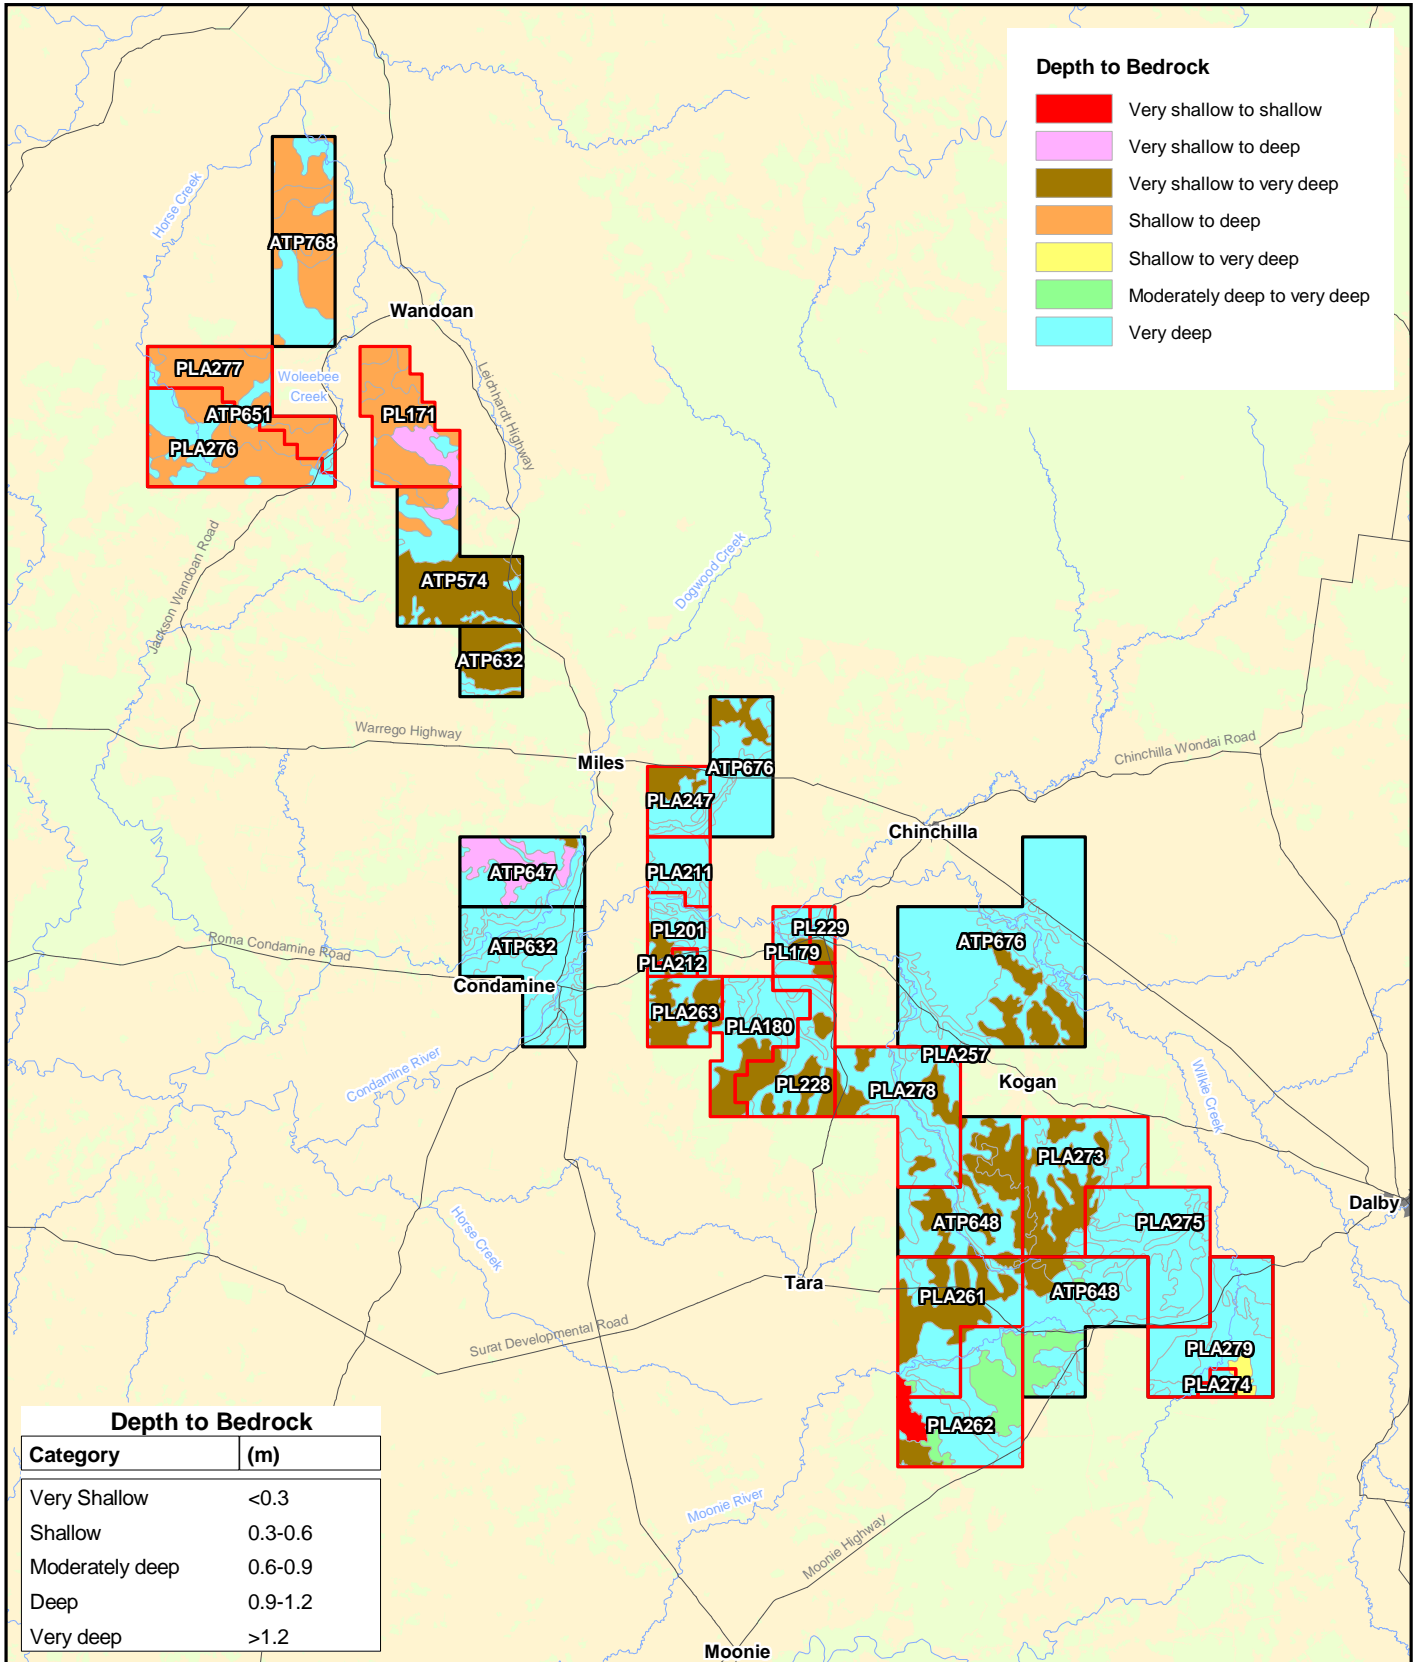 Depth to Bedrock
Very shallow to shallow
Very shallow to deep
Very shallow to very deep
Shallow to deep
Shallow to very deep
Moderately deep to very deep
Very deep
Horse Creek
ATP768
Wandoan
PLA277
Woleebee
Creek
Leichhardt Highway
ATP651
PL171
PLA276
Jackson Wandoan Road
ATP574
Dogwood Creek
ATP632
Warrego Highway
Chinchilla Wondai Road
Miles
ATP676
PLA247
Chinchilla
ATP647
PLA211
PL201
PL229
ATP676
Roma Condamine Road
ATP632
PL179
PLA212
Condamine
PLA263
PLA180
Condamine River
PLA257
Kogan
PL228
PLA278
Wilkie Creek
PLA273
Dalby
Horse Creek
ATP648
PLA275
Tara
PLA261
ATP648
Surat Developmental Road
PLA279
PLA274
PLA262
Moonie River
Moonie Highway
Moonie
Depth to Bedrock
Category (m)
Very Shallow <0.3
Shallow 0.3-0.6
Moderately deep 0.6-0.9
Deep 0.9-1.2
Very deep >1.2